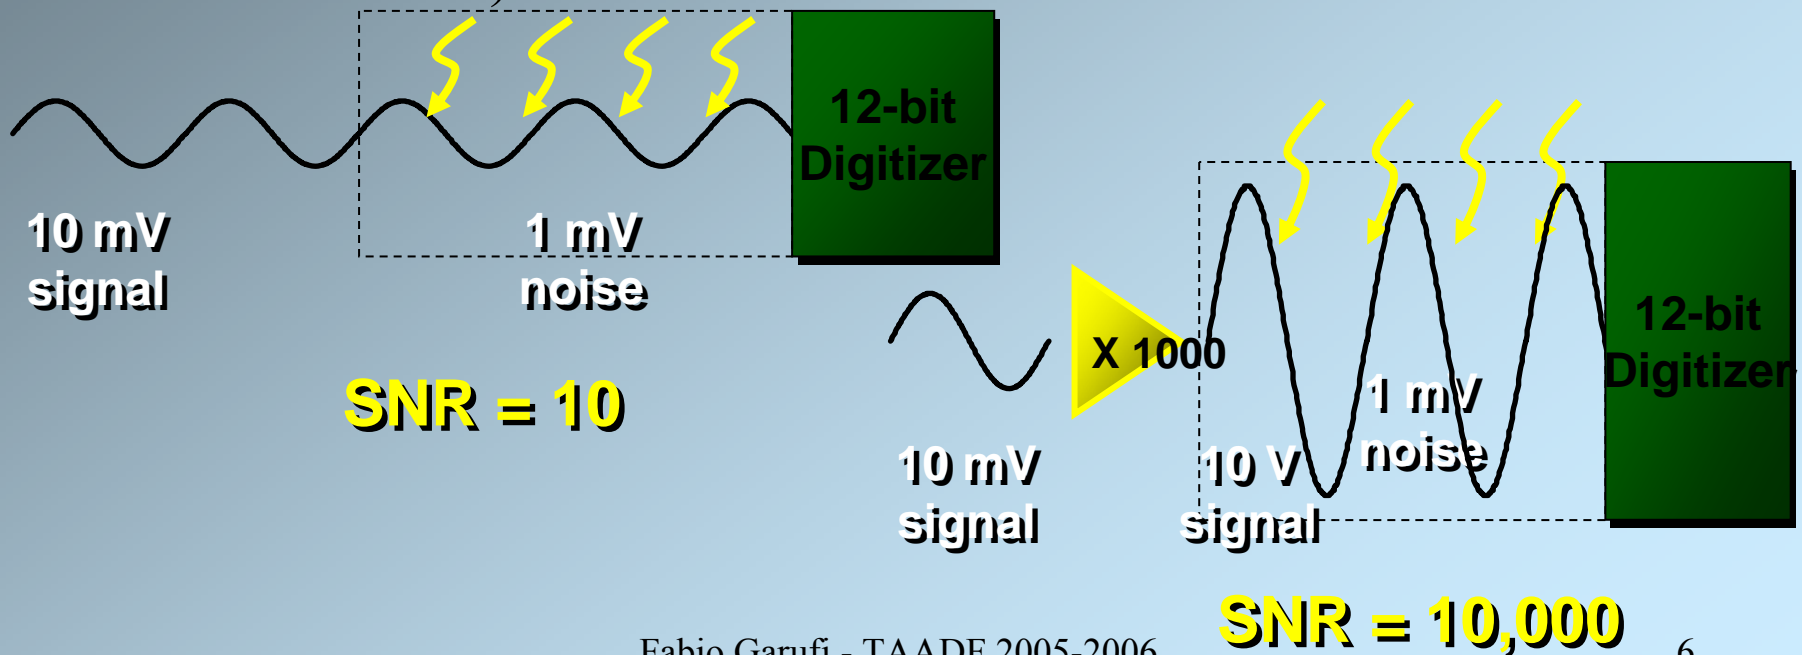 12-bit
Digitizer
10 mV
signal
1 mV
noise
SNR = 10
X 1000
10 mV
signal
10 V
signal
1 mV
noise
12-bit
Digitizer
SNR = 10,000
Fabio Garufi - TAADF 2005-2006
6